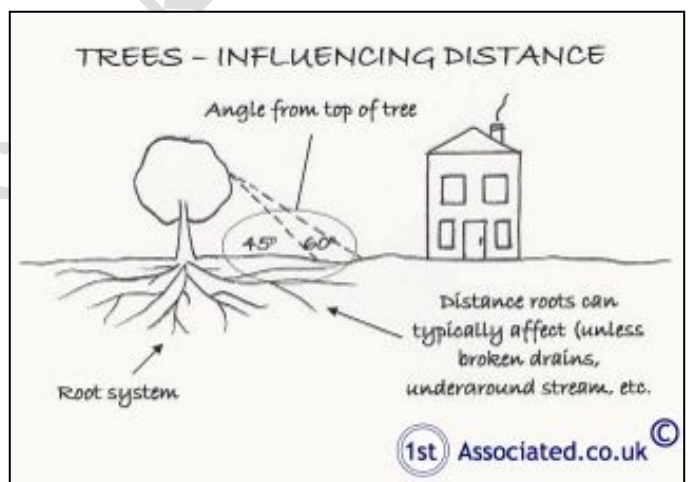 TREES – INFLUENCING DISTANCE
Angle from top of tree
45° 60°
Distance roots can
typically affect (unless
broken drains,
underaround stream, etc.
Root system
1st Associated.co.uk ©